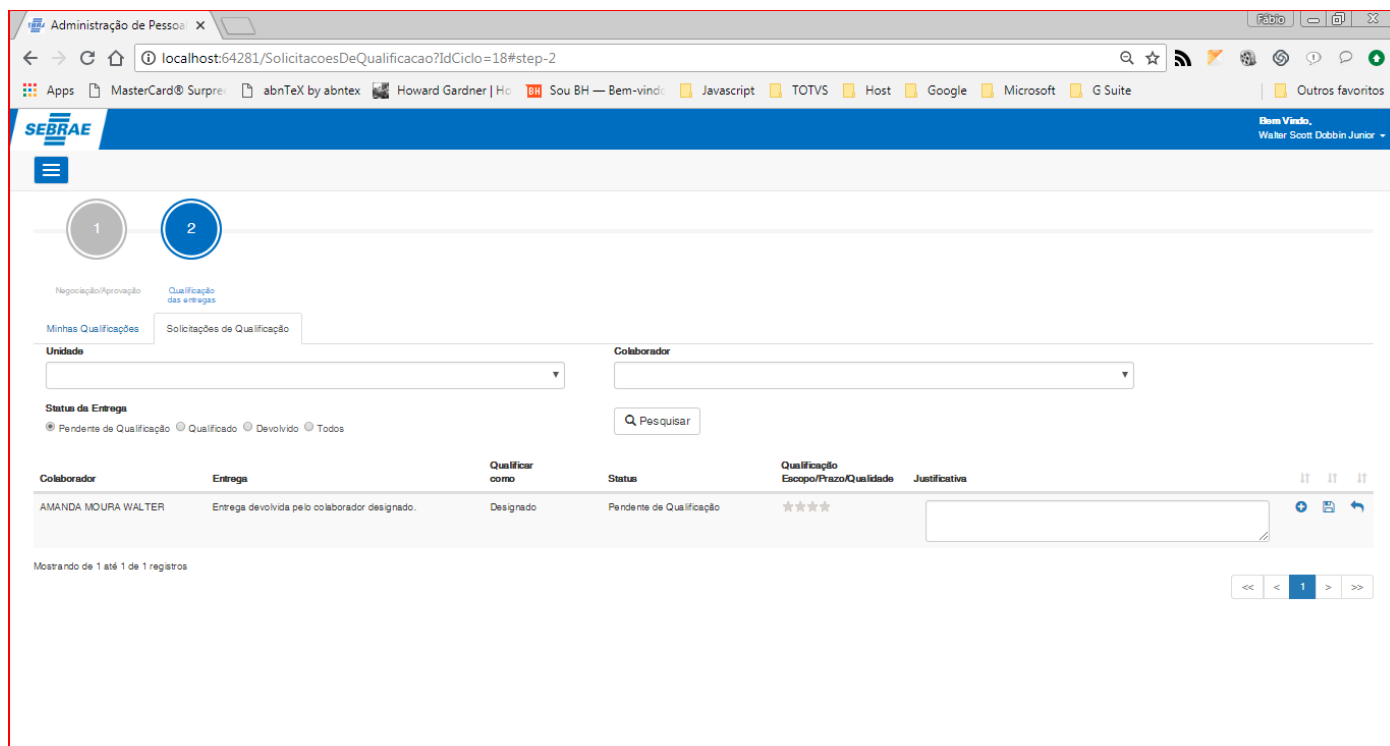 Administração de Pessoa
Fábio
localhost:64281/SolicitacoesDeQualificacao?IdCiclo=18#step-2
Apps MasterCard® Surpre abnTeX by abntex Howard Gardner | Ho BH Sou BH — Bem-vindo Javascript TOTVS Host Google Microsoft G Suite Outros favoritos
SEBRAE
Bem Vindo,
Walter Scott Dobbin Junior
1 2
Negociação/Aprovação Qualificação
das entregas
Minhas Qualificações Solicitações de Qualificação
Unidade Colaborador
Status da Entrega
Pendente de Qualificação Qualificado Devolvido Todos
Pesquisar
Colaborador Entrega Qualificar como Status Qualificação Escopo/Prazo/Qualidade Justificativa
AMANDA MOURA WALTER Entrega devolvida pelo colaborador designado. Designado Pendente de Qualificação
Mostrando de 1 até 1 de 1 registros
<< < 1 > >>